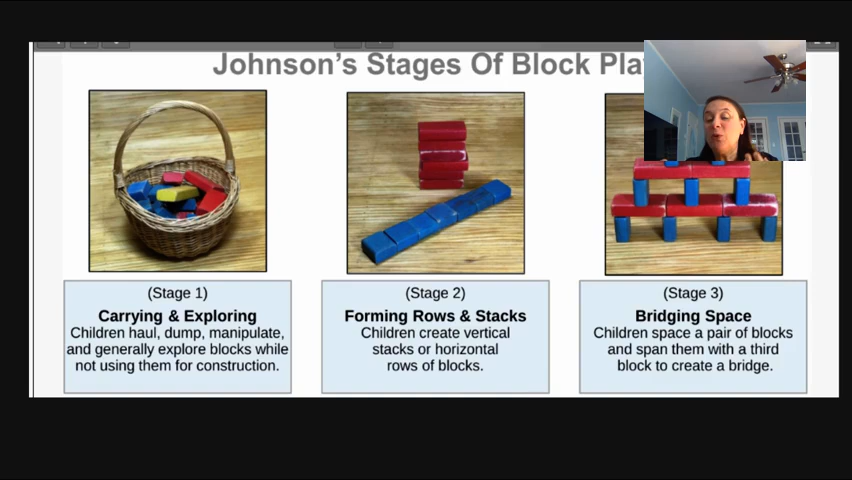 Johnson's Stages Of Block Play
(Stage 1)
Carrying & Exploring
Children haul, dump, manipulate,
and generally explore blocks while
not using them for construction.
(Stage 2)
Forming Rows & Stacks
Children create vertical
stacks or horizontal
rows of blocks.
(Stage 3)
Bridging Space
Children space a pair of blocks
and span them with a third
block to create a bridge.